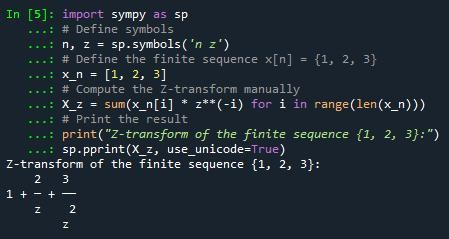 In [5]: import sympy as sp
   ...: # Define symbols
   ...: n, z = sp.symbols('n z')
   ...: # Define the finite sequence x[n] = {1, 2, 3}
   ...: x_n = [1, 2, 3]
   ...: # Compute the Z-transform manually
   ...: X_z = sum(x_n[i] * z**(-i) for i in range(len(x_n)))
   ...: # Print the result
   ...: print("Z-transform of the finite sequence {1, 2, 3}:")
   ...: sp.pprint(X_z, use_unicode=True)
Z-transform of the finite sequence {1, 2, 3}:
    2   3
1 + ─ + ──
    z    2
        z